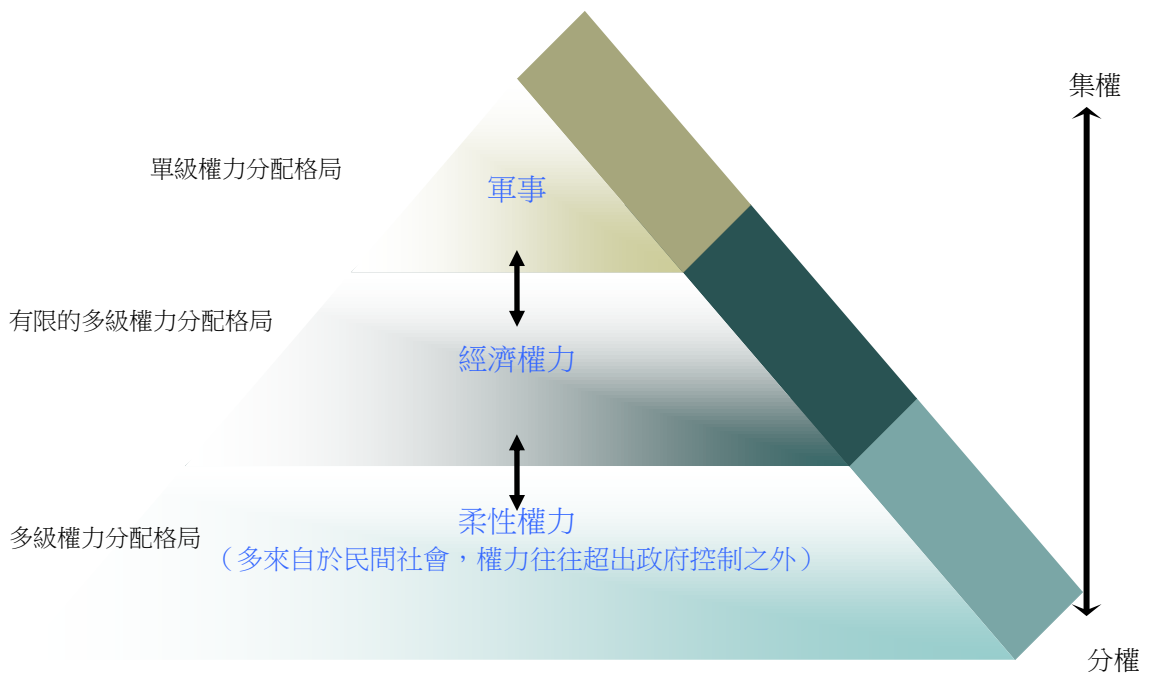 集權
單級權力分配格局
軍事
有限的多級權力分配格局
經濟權力
多級權力分配格局
柔性權力
（多來自於民間社會，權力往往超出政府控制之外）
分權